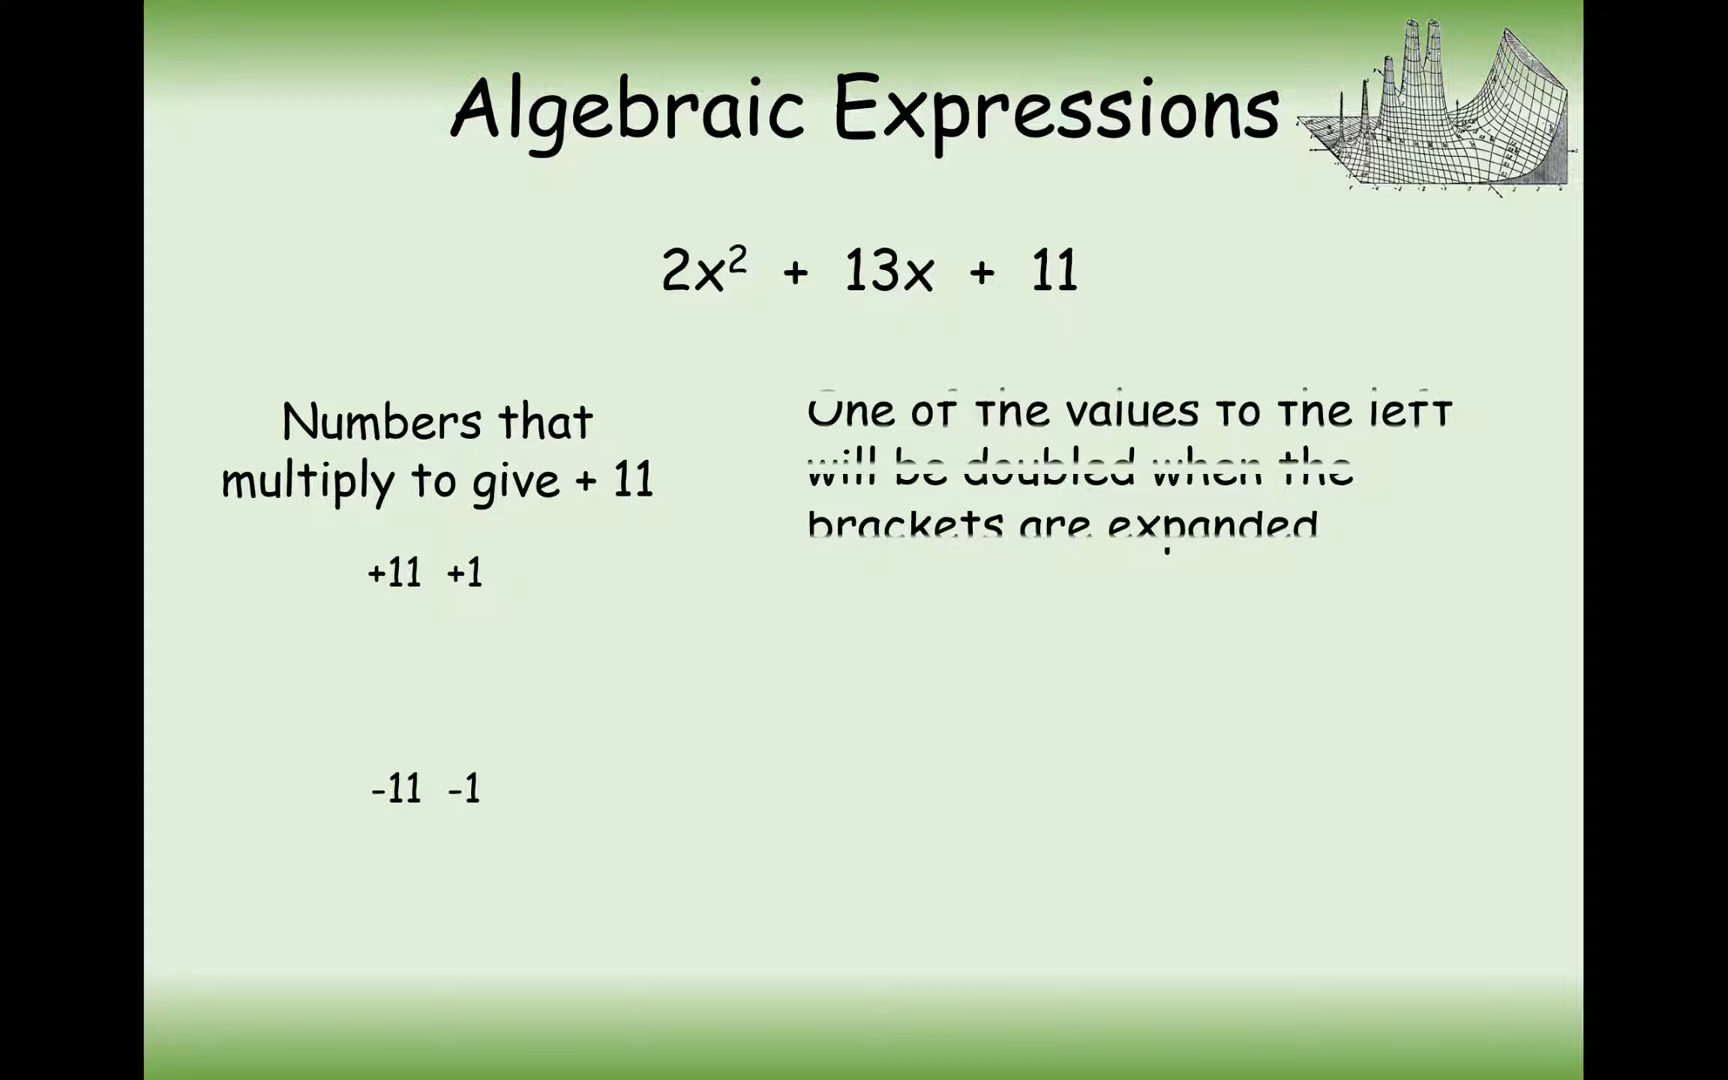 Algebraic Expressions
2x² + 13x + 11
Numbers that
multiply to give + 11
+11 +1
-11 -1
One of the values to the left
will be doubled when the
brackets are expanded